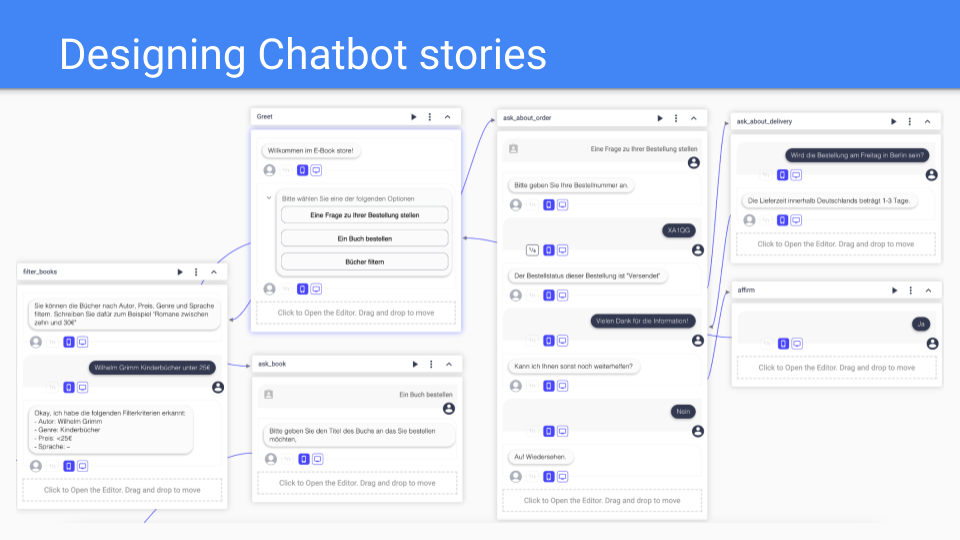 Designing Chatbot stories
Greet
Willkommen im E-Book store!
Bitte wählen Sie eine der folgenden Optionen
Eine Frage zu Ihrer Bestellung stellen
Ein Buch bestellen
Bücher filtern
Click to Open the Editor. Drag and drop to move
filter_books
Sie können die Bücher nach Autor, Preis, Genre und Sprache
filtern. Schreiben Sie dafür zum Beispiel "Romane zwischen
zehn und 30€"
Wilhelm Grimm Kinderbücher unter 25€
Okay, ich habe die folgenden Filterkriterien erkannt:
- Autor: Wilhelm Grimm
- Genre: Kinderbücher
- Preis: <25€
- Sprache: –
Click to Open the Editor. Drag and drop to move
ask_book
Ein Buch bestellen
Bitte geben Sie den Titel des Buchs an das Sie bestellen
möchten,
Click to Open the Editor. Drag and drop to move
ask_about_order
Eine Frage zu Ihrer Bestellung stellen
Bitte geben Sie Ihre Bestellnummer an.
XA1QG
Der Bestellstatus dieser Bestellung ist "Versendet"
Vielen Dank für die Information!
Kann ich Ihnen sonst noch weiterhelfen?
Nein
Auf Wiedersehen.
Click to Open the Editor. Drag and drop to move
ask_about_delivery
Wird die Bestellung am Freitag in Berlin sein?
Die Lieferzeit innerhalb Deutschlands beträgt 1-3 Tage.
Click to Open the Editor. Drag and drop to move
affirm
Ja
Click to Open the Editor. Drag and drop to move